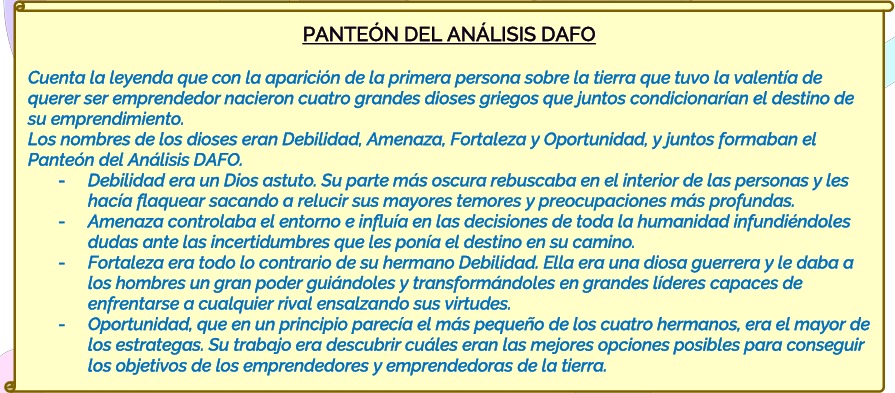 PANTEÓN DEL ANÁLISIS DAFO
Cuenta la leyenda que con la aparición de la primera persona sobre la tierra que tuvo la valentía de
querer ser emprendedor nacieron cuatro grandes dioses griegos que juntos condicionarían el destino de
su emprendimiento.
Los nombres de los dioses eran Debilidad, Amenaza, Fortaleza y Oportunidad, y juntos formaban el
Panteón del Análisis DAFO.
- Debilidad era un Dios astuto. Su parte más oscura rebuscaba en el interior de las personas y les
hacía flaquear sacando a relucir sus mayores temores y preocupaciones más profundas.
- Amenaza controlaba el entorno e influía en las decisiones de toda la humanidad infundiéndoles
dudas ante las incertidumbres que les ponía el destino en su camino.
- Fortaleza era todo lo contrario de su hermano Debilidad. Ella era una diosa guerrera y le daba a
los hombres un gran poder guiándoles y transformándoles en grandes líderes capaces de
enfrentarse a cualquier rival ensalzando sus virtudes.
- Oportunidad, que en un principio parecía el más pequeño de los cuatro hermanos, era el mayor de
los estrategas. Su trabajo era descubrir cuáles eran las mejores opciones posibles para conseguir
los objetivos de los emprendedores y emprendedoras de la tierra.